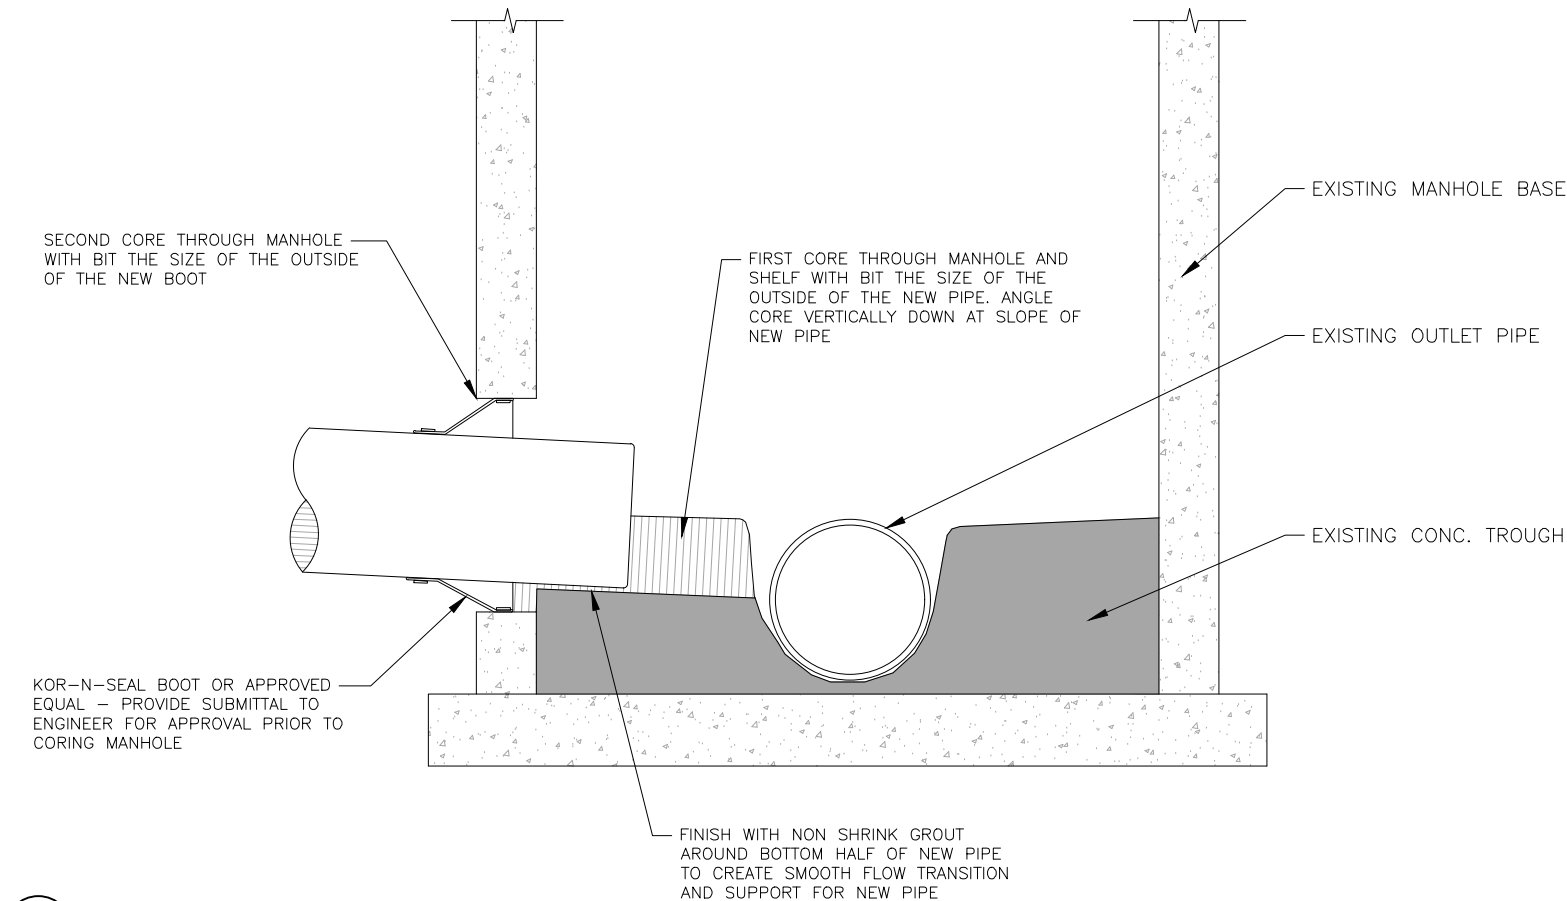 SECOND CORE THROUGH MANHOLE
WITH BIT THE SIZE OF THE OUTSIDE
OF THE NEW BOOT
FIRST CORE THROUGH MANHOLE AND
SHELF WITH BIT THE SIZE OF THE
OUTSIDE OF THE NEW PIPE. ANGLE
CORE VERTICALLY DOWN AT SLOPE OF
NEW PIPE
EXISTING MANHOLE BASE
EXISTING OUTLET PIPE
EXISTING CONC. TROUGH
KOR-N-SEAL BOOT OR APPROVED
EQUAL - PROVIDE SUBMITTAL TO
ENGINEER FOR APPROVAL PRIOR TO
CORING MANHOLE
FINISH WITH NON SHRINK GROUT
AROUND BOTTOM HALF OF NEW PIPE
TO CREATE SMOOTH FLOW TRANSITION
AND SUPPORT FOR NEW PIPE